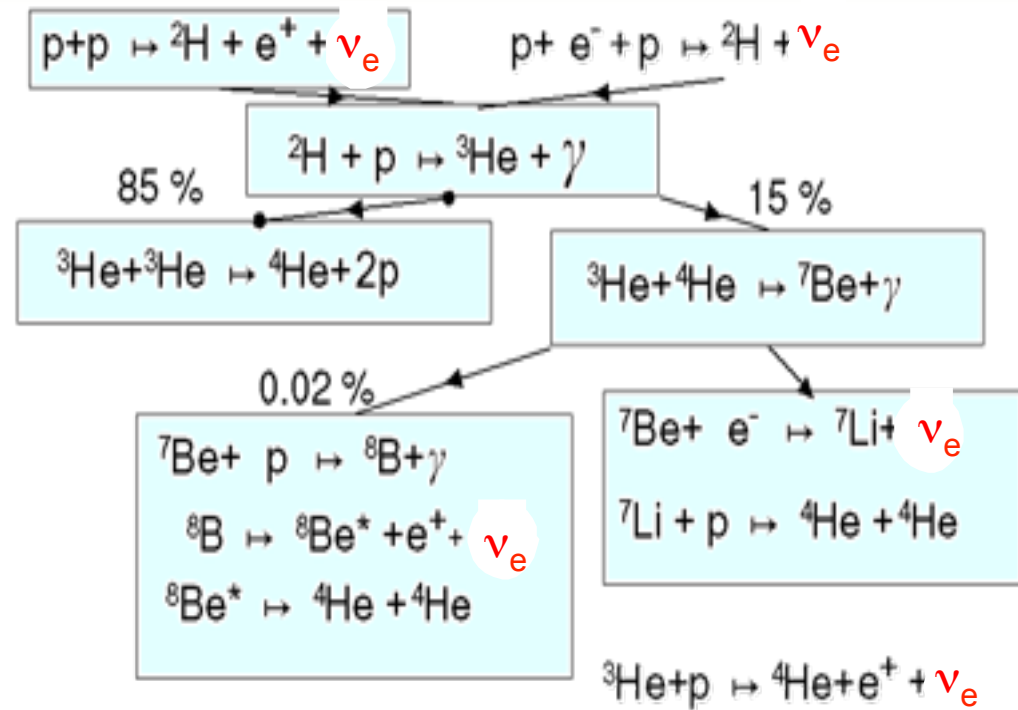 p+p ↦ ²H + e⁺ + νₑ
p+ e⁻ + p ↦ ²H + νₑ
²H + p ↦ ³He + γ
85 %
15 %
³He+³He ↦ ⁴He+2p
³He+⁴He ↦ ⁷Be+γ
0.02 %
⁷Be+ p ↦ ⁸B+γ
⁸B ↦ ⁸Be* +e⁺+ νₑ
⁸Be* ↦ ⁴He +⁴He
⁷Be+ e⁻ ↦ ⁷Li+ νₑ
⁷Li + p ↦ ⁴He +⁴He
³He+p ↦ ⁴He+e⁺ + νₑ